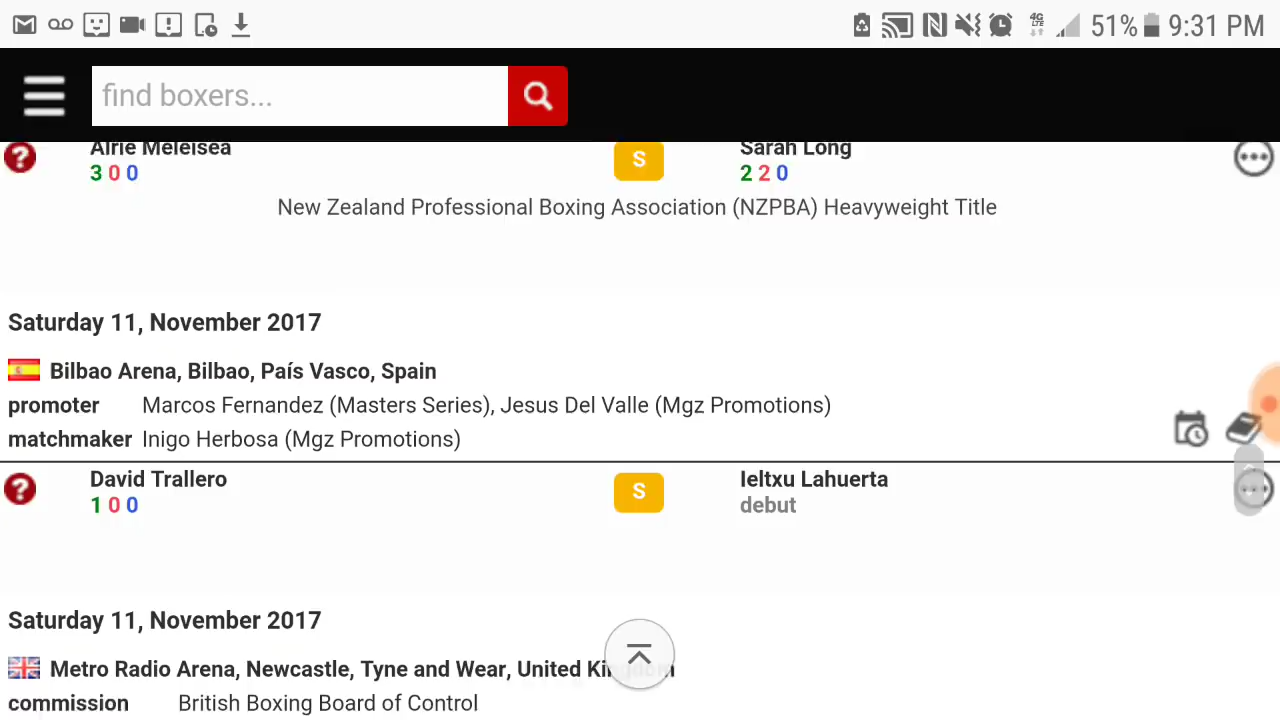 51% 9:31 PM
find boxers...
Alrie Meleisea S Sarah Long
3 0 0 2 2 0
New Zealand Professional Boxing Association (NZPBA) Heavyweight Title
Saturday 11, November 2017
Bilbao Arena, Bilbao, País Vasco, Spain
promoter Marcos Fernandez (Masters Series), Jesus Del Valle (Mgz Promotions)
matchmaker Inigo Herbosa (Mgz Promotions)
David Trallero S Ieltxu Lahuerta
1 0 0 debut
Saturday 11, November 2017
Metro Radio Arena, Newcastle, Tyne and Wear, United Kingdom
commission British Boxing Board of Control